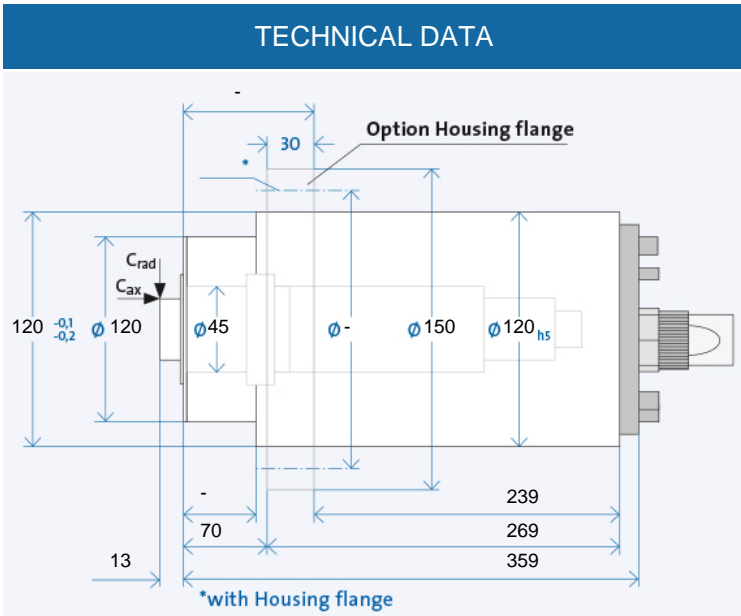 TECHNICAL DATA
-
30
Option Housing flange
*
Crad
Cax
120 -0,1 -0,2
ø 120
ø45
ø-
ø150
ø120 h5
-
239
70
269
13
359
*with Housing flange